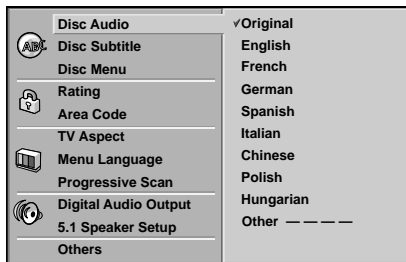 Disc Audio
Disc Subtitle
Disc Menu
Rating
Area Code
TV Aspect
Menu Language
Progressive Scan
Digital Audio Output
5.1 Speaker Setup
Others
✓Original
English
French
German
Spanish
Italian
Chinese
Polish
Hungarian
Other — — — —
ABC